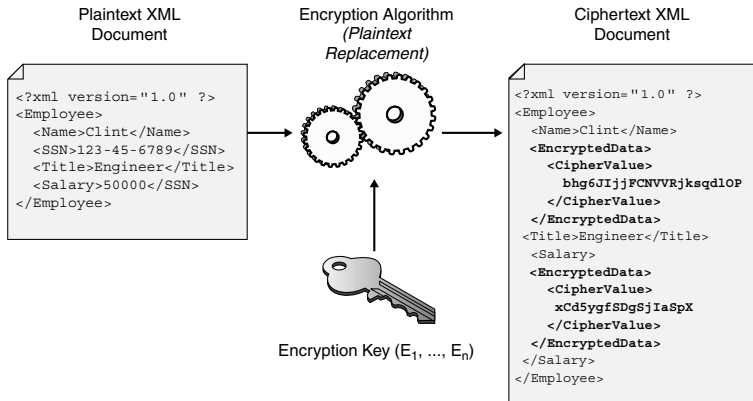 Plaintext XML
Document
Encryption Algorithm
(Plaintext
Replacement)
Ciphertext XML
Document
<?xml version="1.0" ?>
<Employee>
<Name>Clint</Name>
<SSN>123-45-6789</SSN>
<Title>Engineer</Title>
<Salary>50000</SSN>
</Employee>
Encryption Key (E1, ..., En)
<?xml version="1.0" ?>
<Employee>
<Name>Clint</Name>
<EncryptedData>
<CipherValue>
bhg6JIjjFCNVVRjksqdlOP
</CipherValue>
</EncryptedData>
<Title>Engineer</Title>
<Salary>
<EncryptedData>
<CipherValue>
xCd5ygfSDgSjIaSpX
</CipherValue>
</EncryptedData>
</Salary>
</Employee>